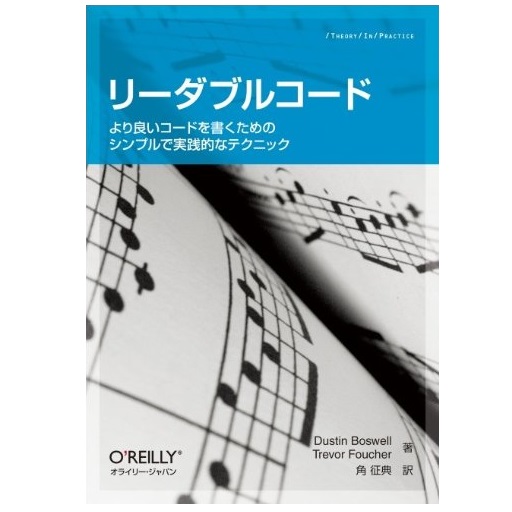 /THEORY/IN/PRACTICE
リーダブルコード
より良いコードを書くための
シンプルで実践的なテクニック
Dustin Boswell
Trevor Foucher 著
角 征典 訳
O'REILLY®
オライリー・ジャパン